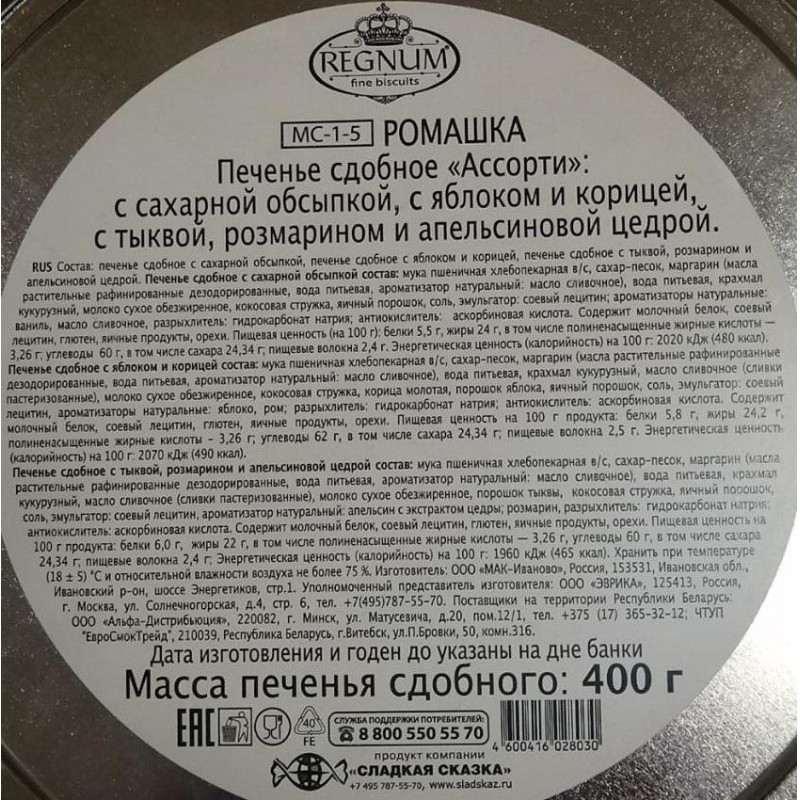 REGNUM
fine biscuits
МС-1-5 РОМАШКА
Печенье сдобное «Ассорти»:
с сахарной обсыпкой, с яблоком и корицей,
с тыквой, розмарином и апельсиновой цедрой.
RUS Состав: печенье сдобное с сахарной обсыпкой, печенье сдобное с яблоком и корицей, печенье сдобное с тыквой, розмарином и
апельсиновой цедрой. Печенье сдобное с сахарной обсыпкой состав: мука пшеничная хлебопекарная в/с, сахар-песок, маргарин (масла
растительные рафинированные дезодорированные, вода питьевая, ароматизатор натуральный: масло сливочное), вода питьевая, крахмал
кукурузный, молоко сухое обезжиренное, кокосовая стружка, яичный порошок, соль, эмульгатор: соевый лецитин; ароматизаторы натуральные:
ваниль, масло сливочное, разрыхлитель: гидрокарбонат натрия; антиокислитель: аскорбиновая кислота. Содержит молочный белок, соевый
лецитин, глютен, яичные продукты, орехи. Пищевая ценность (на 100 г): белки 5,5 г, жиры 24 г, в том числе полиненасыщенные жирные кислоты —
3,26 г; углеводы 60 г, в том числе сахара 24,34 г; пищевые волокна 2,4 г. Энергетическая ценность (калорийность) на 100 г: 2020 кДж (480 ккал).
Печенье сдобное с яблоком и корицей состав: мука пшеничная хлебопекарная в/с, сахар-песок, маргарин (масла растительные рафинированные
дезодорированные, вода питьевая, ароматизатор натуральный: масло сливочное), вода питьевая, крахмал кукурузный, масло сливочное (сливки
пастеризованные), молоко сухое обезжиренное, кокосовая стружка, корица молотая, порошок яблока, яичный порошок, соль, эмульгатор: соевый
лецитин, ароматизаторы натуральные: яблоко, ром; разрыхлитель: гидрокарбонат натрия; антиокислитель: аскорбиновая кислота. Содержит
молочный белок, соевый лецитин, глютен, яичные продукты, орехи. Пищевая ценность на 100 г продукта: белки 5,8 г, жиры 24,2 г,
полиненасыщенные жирные кислоты – 3,26 г; углеводы 62 г, в том числе сахара 24,34 г; пищевые волокна 2,5 г. Энергетическая ценность
(калорийность) на 100 г: 2070 кДж (490 ккал).
Печенье сдобное с тыквой, розмарином и апельсиновой цедрой состав: мука пшеничная хлебопекарная в/с, сахар-песок, маргарин (масла
растительные рафинированные дезодорированные, вода питьевая, ароматизатор натуральный: масло сливочное), вода питьевая, крахмал
кукурузный, масло сливочное (сливки пастеризованные), молоко сухое обезжиренное, порошок тыквы, кокосовая стружка, яичный порошок,
соль, эмульгатор: соевый лецитин, ароматизатор натуральный: апельсин с экстрактом цедры; розмарин, разрыхлитель: гидрокарбонат натрия;
антиокислитель: аскорбиновая кислота. Содержит молочный белок, соевый лецитин, глютен, яичные продукты, орехи. Пищевая ценность на
100 г продукта: белки 6,0 г, жиры 22 г, в том числе полиненасыщенные жирные кислоты — 3,26 г, углеводы 60 г, в том числе сахара
24,34 г; пищевые волокна 2,4 г; Энергетическая ценность (калорийность) на 100 г: 1960 кДж (465 ккал). Хранить при температуре
(18 ± 5) °С и относительной влажности воздуха не более 75 %. Изготовитель: ООО «МАК-Иваново», Россия, 153531, Ивановская обл.,
Ивановский р-он, шоссе Энергетиков, стр.1. Уполномоченный представитель изготовителя: ООО "ЭВРИКА", 125413, Россия,
г. Москва, ул. Солнечногорская, д.4, стр. 6, тел. +7(495)787-55-70. Поставщики на территории Республики Беларусь:
ООО «Альфа-Дистрибьюция», 220082, г. Минск, ул. Матусевича, д.20, пом.12/1, тел. +375 (17) 365-32-12; ЧТУП
"ЕвроСмокТрейд", 210039, Республика Беларусь, г.Витебск, ул.П.Бровки, 50, комн.316.
Дата изготовления и годен до указаны на дне банки
Масса печенья сдобного: 400 г
ЕАС
40
FE
СЛУЖБА ПОДДЕРЖКИ ПОТРЕБИТЕЛЕЙ:
8 800 550 55 70
4 600416 028030
продукт компании
«СЛАДКАЯ СКАЗКА»
+7 495 787-55-70, www.sladskaz.ru